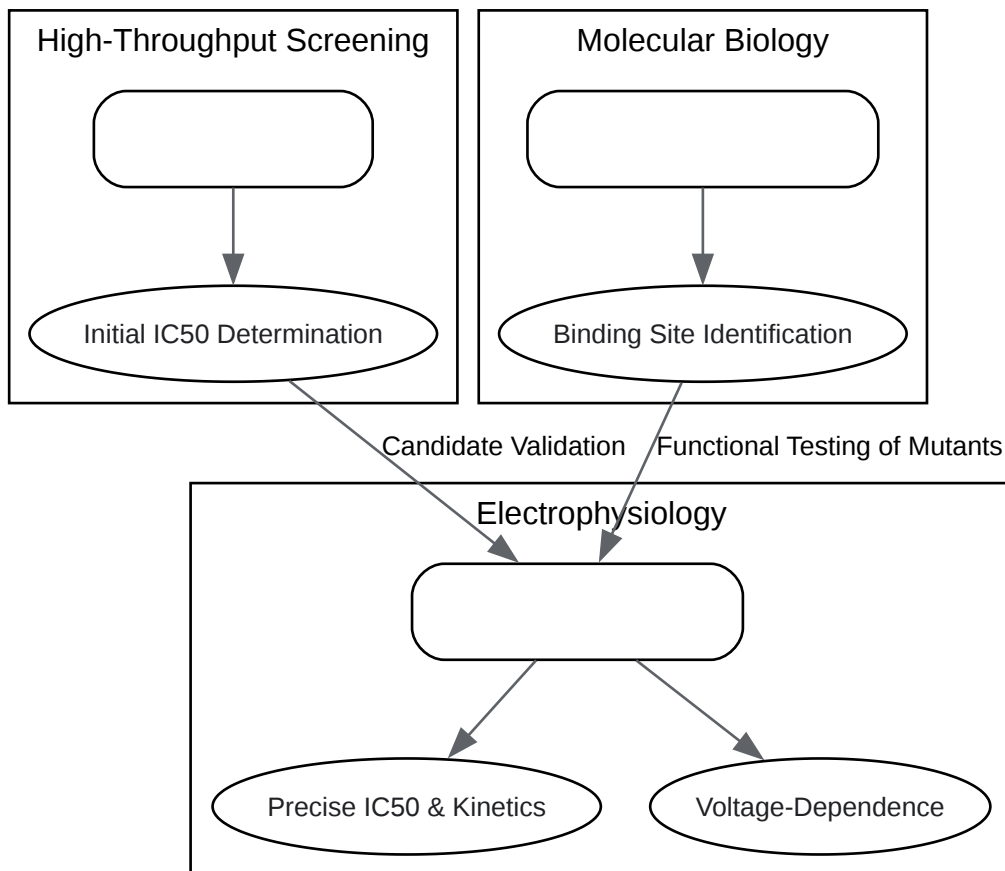 High-Throughput Screening
Molecular Biology
Initial IC50 Determination
Binding Site Identification
Candidate Validation
Functional Testing of Mutants
Electrophysiology
Precise IC50 & Kinetics
Voltage-Dependence